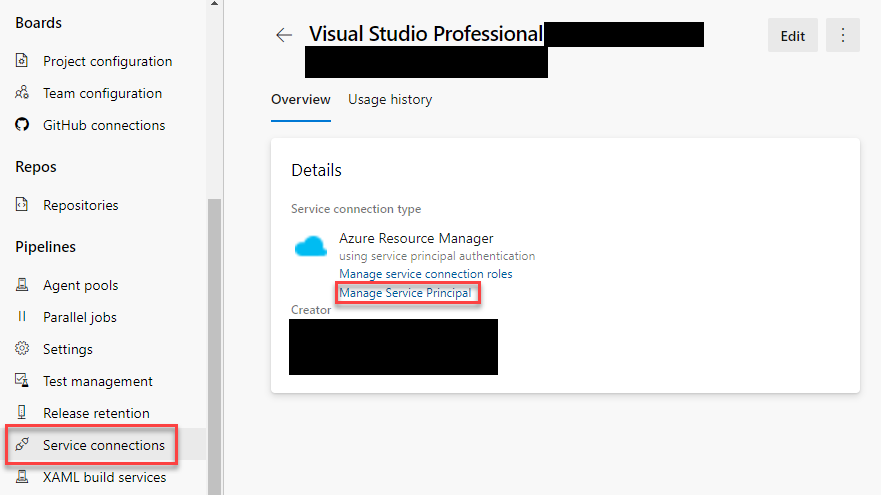 Boards
Project configuration
Team configuration
GitHub connections
Repos
Repositories
Pipelines
Agent pools
Parallel jobs
Settings
Test management
Release retention
Service connections
XAML build services
Visual Studio Professional
Edit
Overview
Usage history
Details
Service connection type
Azure Resource Manager
using service principal authentication
Manage service connection roles
Manage Service Principal
Creator